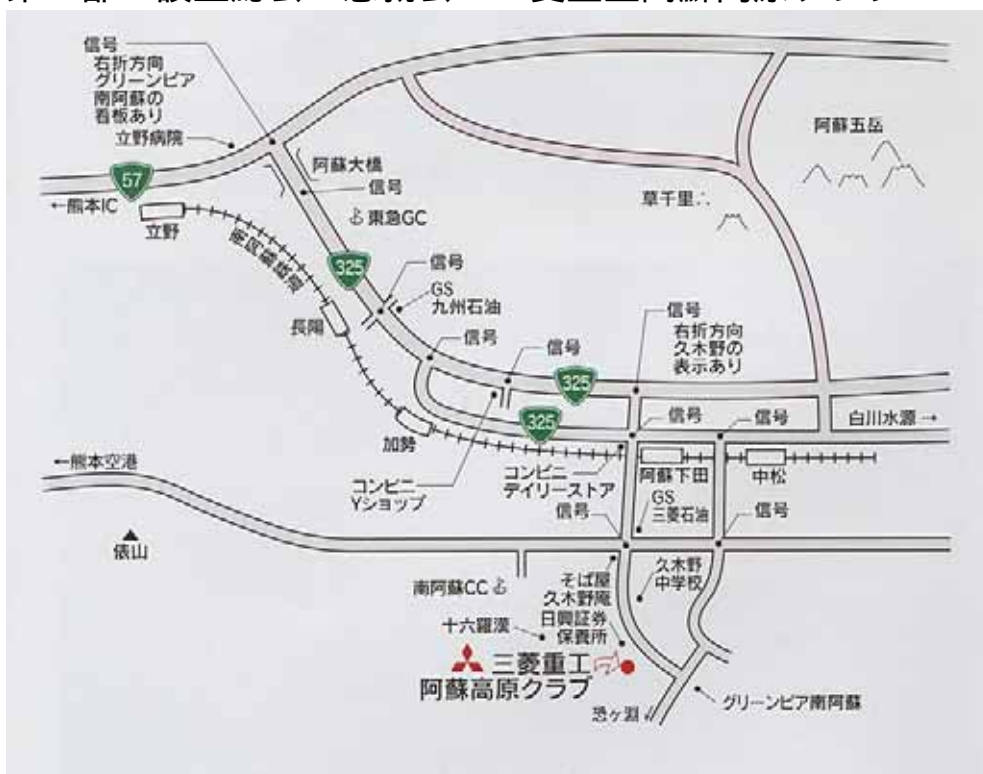 信号
右折方向
グリーンピア
南阿蘇の
看板あり
立野病院
阿蘇大橋
信号
東急GC
57
←熊本IC
立野
南阿蘇鉄道
325
信号
GS
九州石油
長陽
信号
信号
325
325
加勢
阿蘇五岳
草千里∴
信号
右折方向
久木野の
表示あり
信号
信号
白川水源→
←熊本空港
コンビニ
Yショップ
コンビニ
デイリーストア
阿蘇下田
中松
GS
三菱石油
信号
信号
俵山
南阿蘇CC
そば屋
久木野庵
久木野
中学校
十六羅漢
日興証券
保養所
三菱重工
阿蘇高原クラブ
恐ヶ淵
グリーンピア南阿蘇